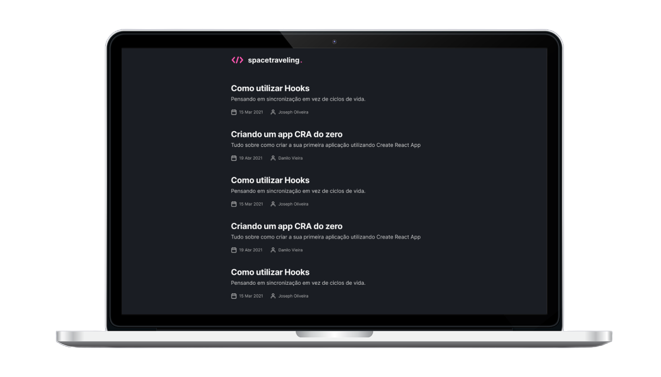 </> spacetraveling.
Como utilizar Hooks
Pensando em sincronização em vez de ciclos de vida.
15 Mar 2021 Joseph Oliveira
Criando um app CRA do zero
Tudo sobre como criar a sua primeira aplicação utilizando Create React App
19 Abr 2021 Danilo Vieira
Como utilizar Hooks
Pensando em sincronização em vez de ciclos de vida.
15 Mar 2021 Joseph Oliveira
Criando um app CRA do zero
Tudo sobre como criar a sua primeira aplicação utilizando Create React App
19 Abr 2021 Danilo Vieira
Como utilizar Hooks
Pensando em sincronização em vez de ciclos de vida.
15 Mar 2021 Joseph Oliveira